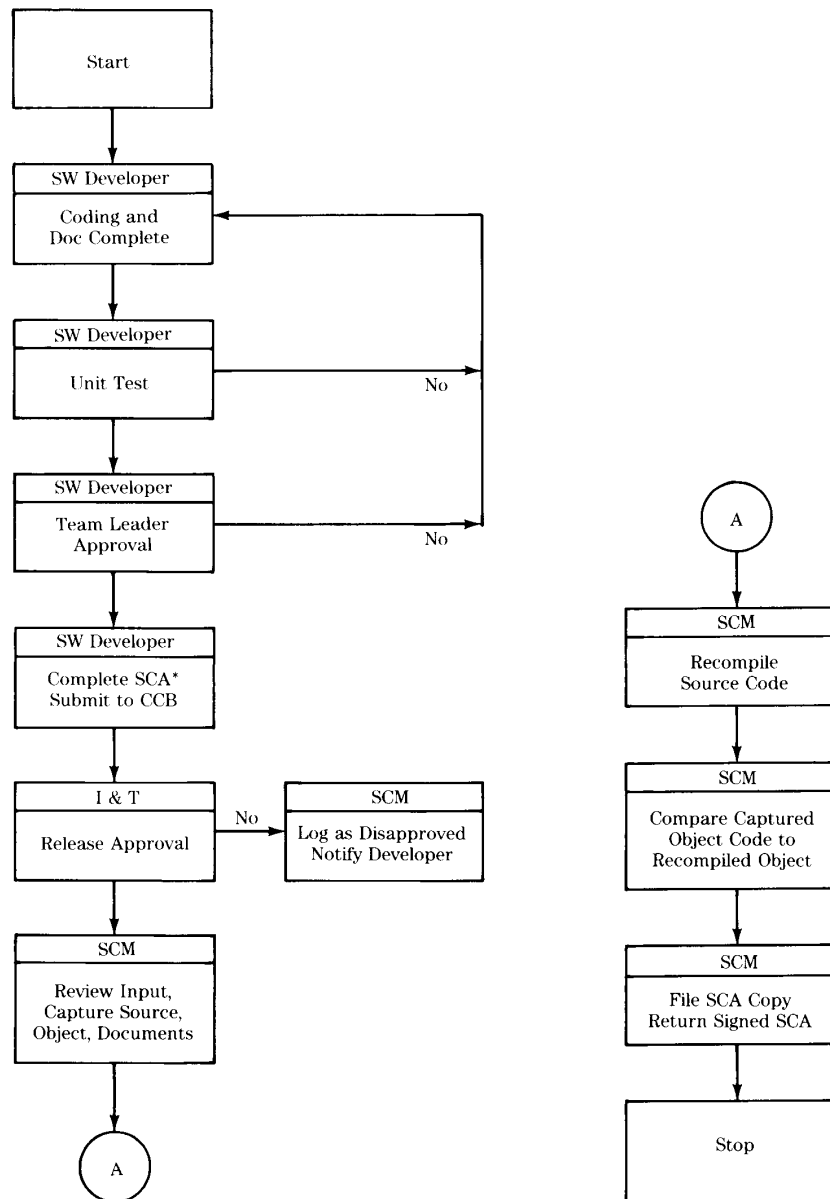 Start
SW Developer
Coding and
Doc Complete
SW Developer
Unit Test
No
SW Developer
Team Leader
Approval
No
SW Developer
Complete SCA*
Submit to CCB
I & T
Release Approval
No
SCM
Log as Disapproved
Notify Developer
SCM
Review Input,
Capture Source,
Object, Documents
A
A
SCM
Recompile
Source Code
SCM
Compare Captured
Object Code to
Recompiled Object
SCM
File SCA Copy
Return Signed SCA
Stop